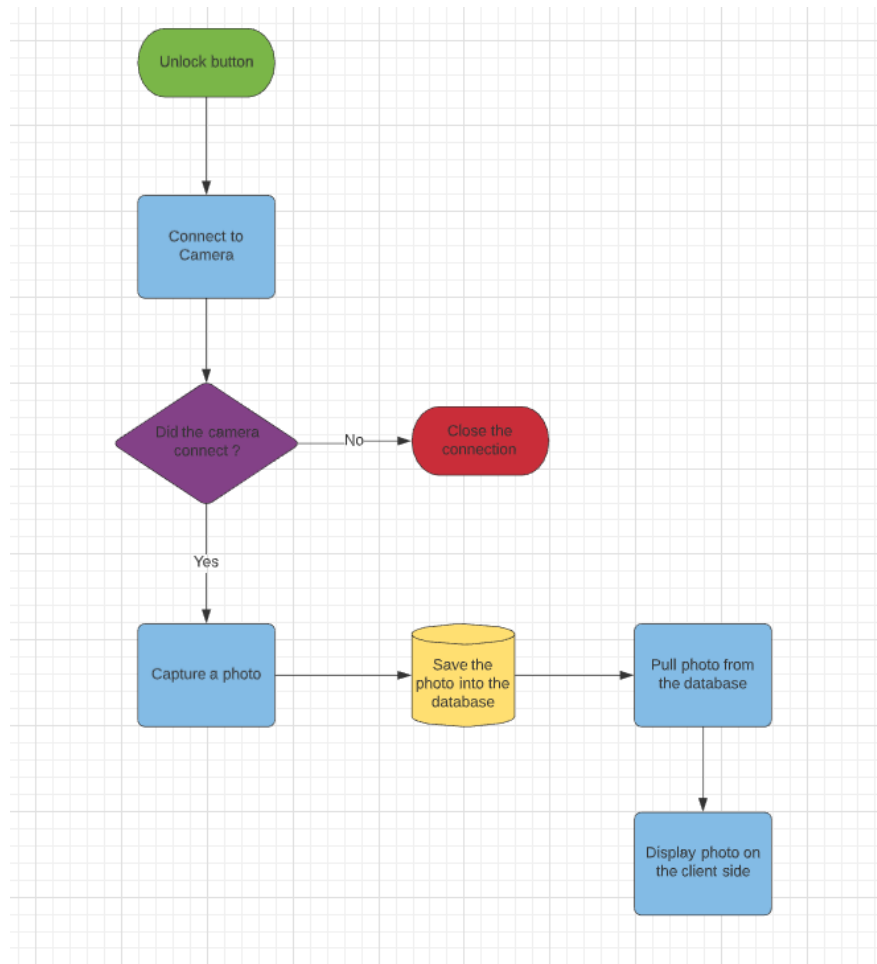 Unlock button
Connect to
Camera
Did the camera
connect ?
No
Close the
connection
Yes
Capture a photo
Save the
photo into the
database
Pull photo from
the database
Display photo on
the client side